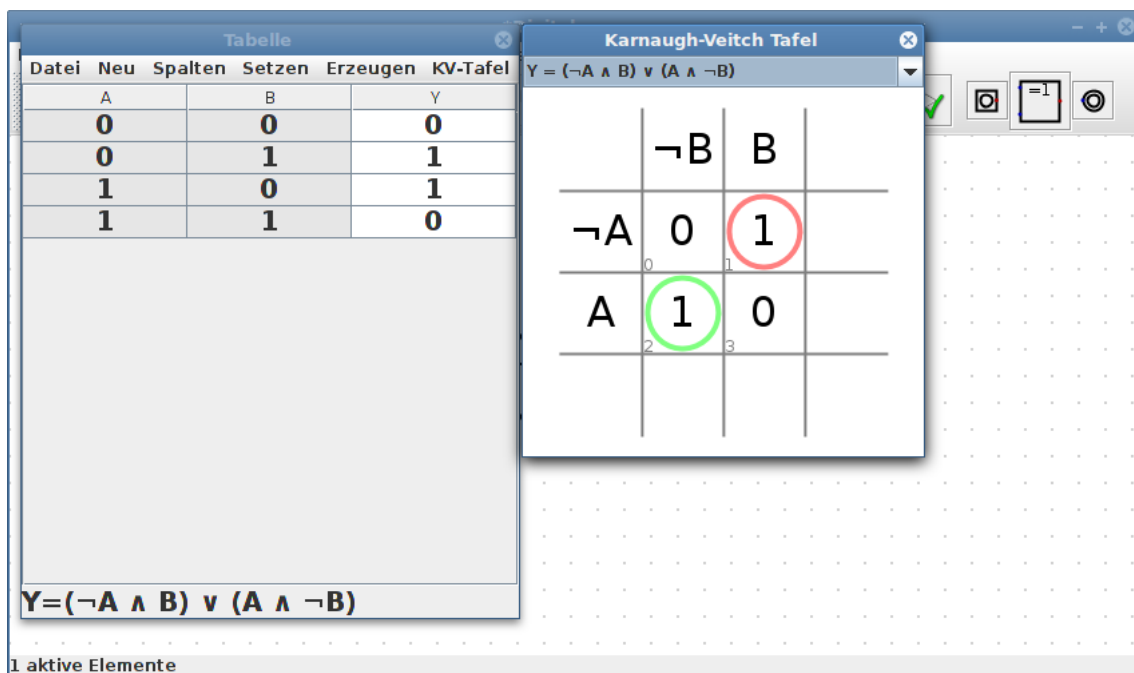 Tabelle
Datei Neu Spalten Setzen Erzeugen KV-Tafel
A B Y
0 0 0
0 1 1
1 0 1
1 1 0
Y=(¬A ∧ B) ∨ (A ∧ ¬B)
Karnaugh-Veitch Tafel
Y = (¬A ∧ B) ∨ (A ∧ ¬B)
¬B B
¬A 0 1
0 1
A 1 0
2 3
=1
1 aktive Elemente